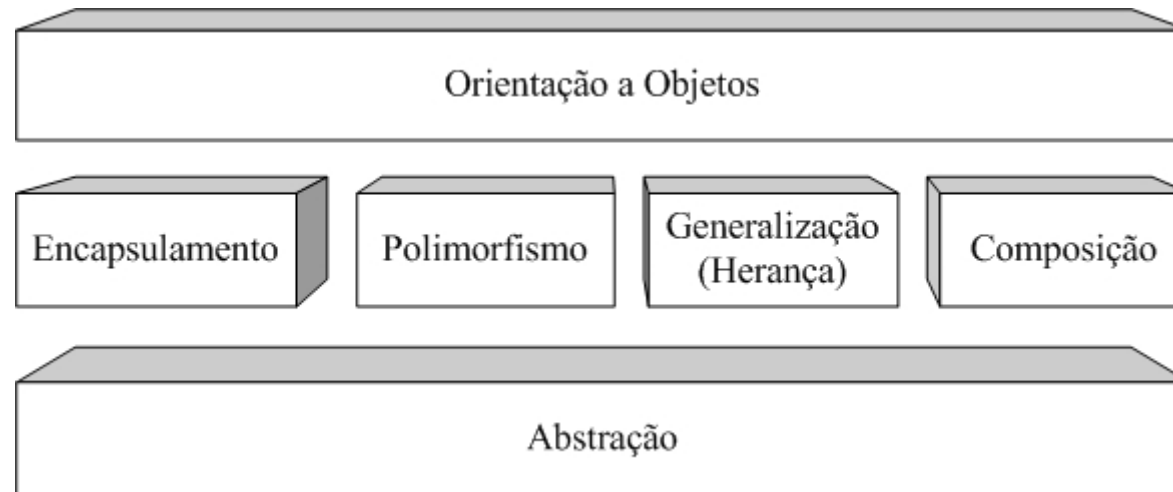 Orientação a Objetos
Encapsulamento
Polimorfismo
Generalização
(Herança)
Composição
Abstração